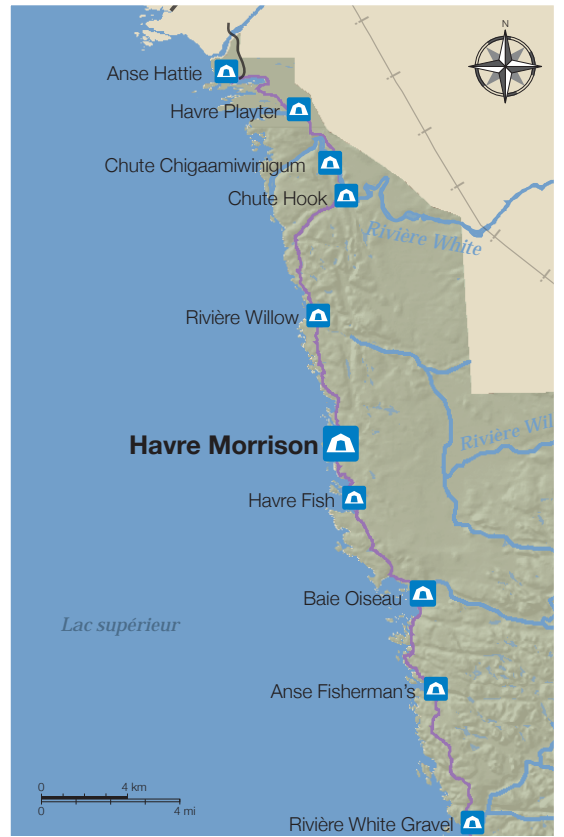 N
Anse Hattie
Havre Playter
Chute Chigaamiwinigum
Chute Hook
Rivière White
Rivière Willow
Havre Morrison
Rivière Wil
Havre Fish
Baie Oiseau
Lac supérieur
Anse Fisherman's
0 4 km
0 4 mi
Rivière White Gravel